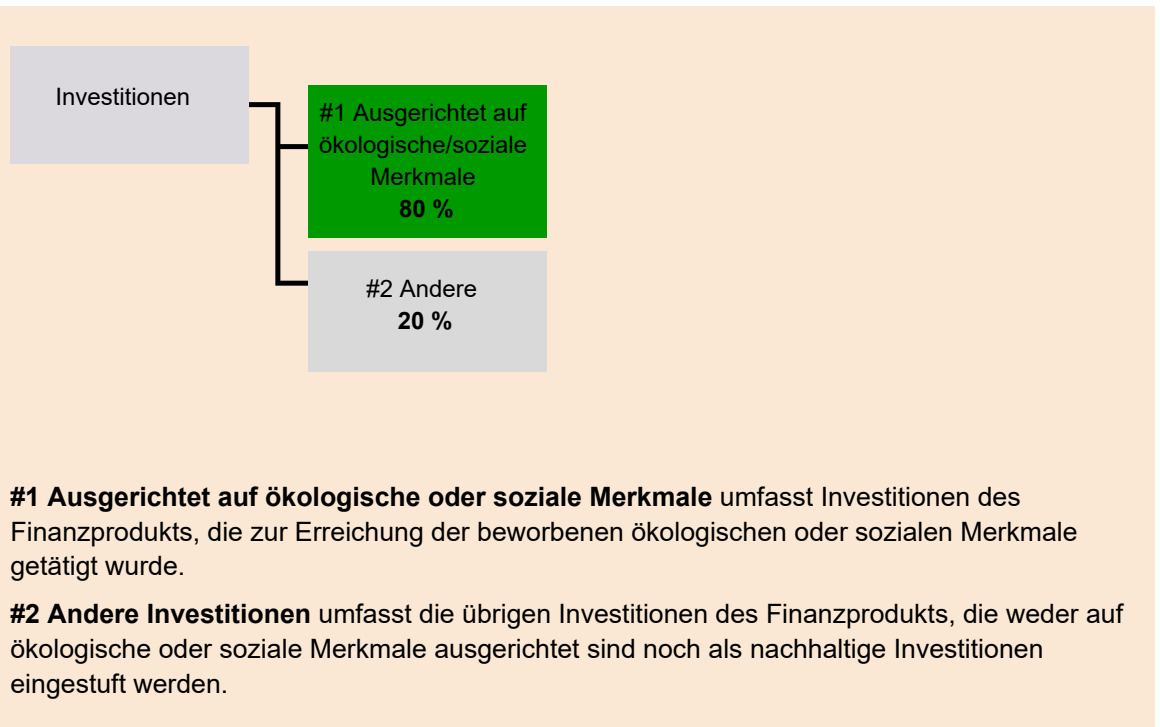 Investitionen
#1 Ausgerichtet auf
ökologische/soziale
Merkmale
80 %
#2 Andere
20 %
#1 Ausgerichtet auf ökologische oder soziale Merkmale umfasst Investitionen des
Finanzprodukts, die zur Erreichung der beworbenen ökologischen oder sozialen Merkmale
getätigt wurde.
#2 Andere Investitionen umfasst die übrigen Investitionen des Finanzprodukts, die weder auf
ökologische oder soziale Merkmale ausgerichtet sind noch als nachhaltige Investitionen
eingestuft werden.